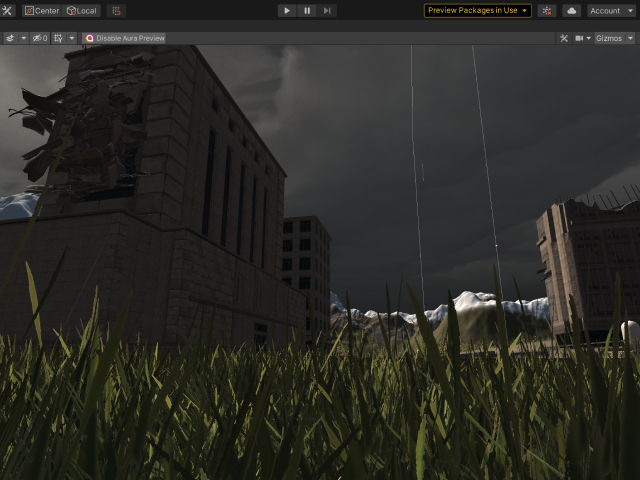 Center Local Preview Packages in Use Account
0 Disable Aura Preview Gizmos